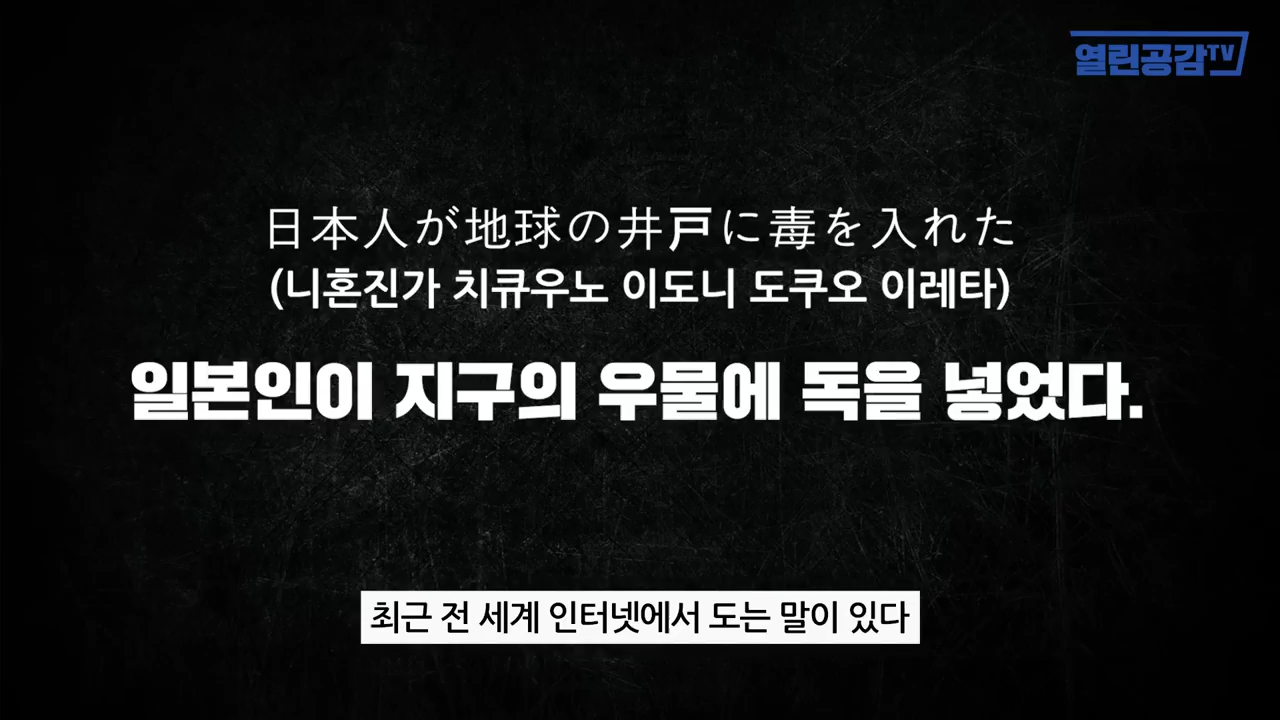 열린공감TV
日本人が地球の井戸に毒を入れた
(니혼진가 치큐우노 이도니 도쿠오 이레타)
일본인이 지구의 우물에 독을 넣었다.
최근 전 세계 인터넷에서 도는 말이 있다